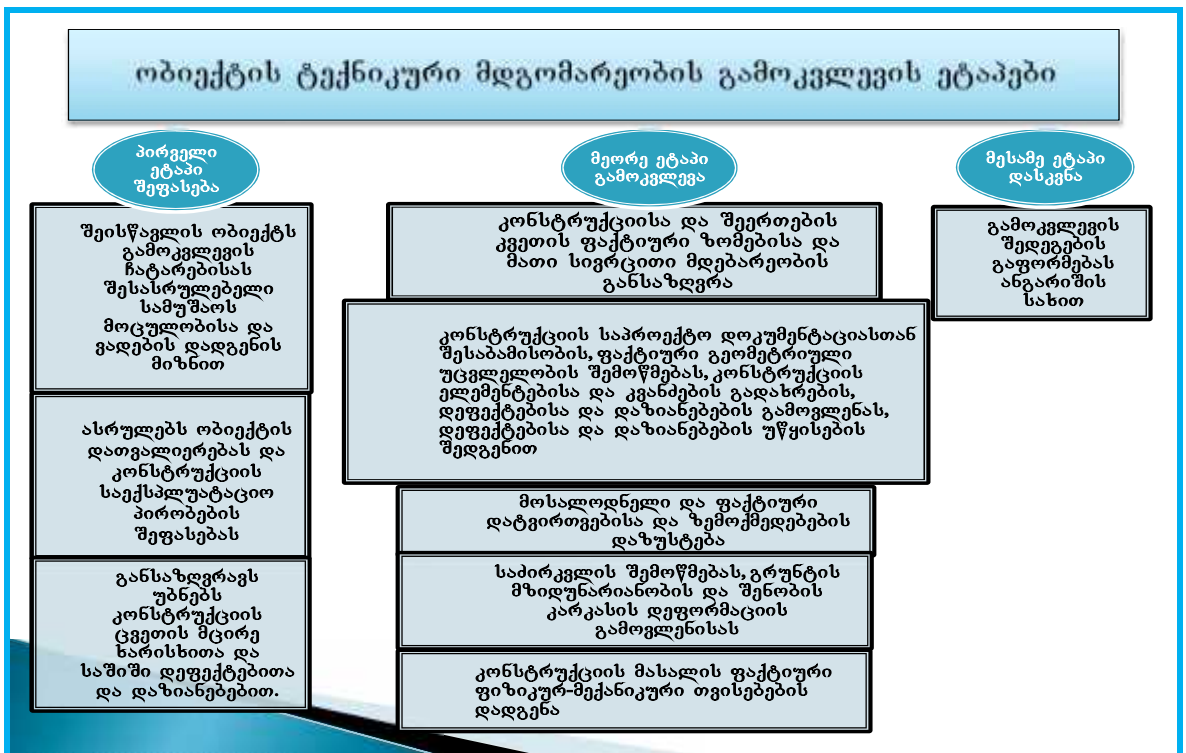 ობიექტის ტექნიკური მდგომარეობის გამოკვლევის ეტაპები
პირველი
ეტაპი
შეფასება
შეისწავლის ობიექტს
გამოკვლევის
ჩატარებისას
შესასრულებელი
სამუშაოს
მოცულობისა და
ვადების დადგენის
მიზნით
ასრულებს ობიექტის
დათვალიერებას და
კონსტრუქციის
საექსპლუატაციო
პირობების
შეფასებას
განსაზღვრავს
უბნებს
კონსტრუქციის
ცვეთის მცირე
ხარისხითა და
საშიში დეფექტებითა
და დაზიანებებით.
მეორე ეტაპი
გამოკვლევა
კონსტრუქციისა და შეერთების
კვეთის ფაქტიური ზომებისა და
მათი სივრცითი მდებარეობის
განსაზღვრა
კონსტრუქციის საპროექტო დოკუმენტაციასთან
შესაბამისობის, ფაქტიური გეომეტრიული
უცვლელობის შემოწმებას, კონსტრუქციის
ელემენტებისა და კვანძების გადახრების,
დეფექტებისა და დაზიანებების გამოვლენას,
დეფექტებისა და დაზიანებების უწყისების
შედგენით
მოსალოდნელი და ფაქტიური
დატვირთვებისა და ზემოქმედებების
დაზუსტება
საძირკვლის შემოწმებას, გრუნტის
მზიდუნარიანობის და შენობის
კარკასის დეფორმაციის
გამოვლენისას
კონსტრუქციის მასალის ფაქტიური
ფიზიკურ-მექანიკური თვისებების
დადგენა
მესამე ეტაპი
დასკვნა
გამოკვლევის
შედეგების
გაფორმებას
ანგარიშის
სახით